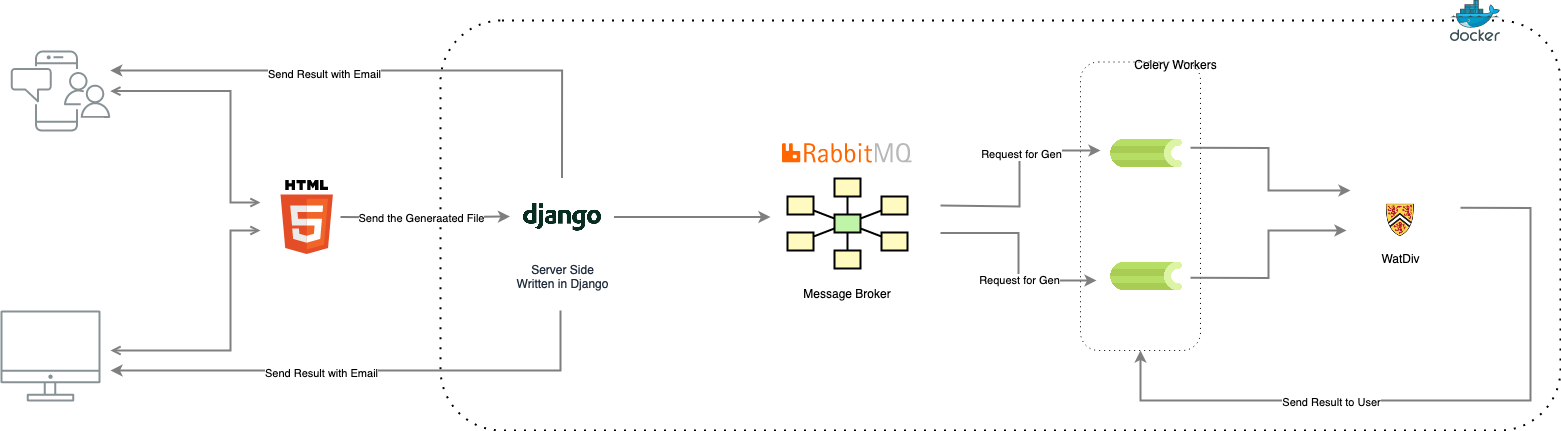 docker
Celery Workers
Send Result with Email
RabbitMQ
Request for Gen
HTML
5
Send the Generaated File
django
WatDiv
Server Side
Written in Django
Request for Gen
Message Broker
Send Result with Email
Send Result to User